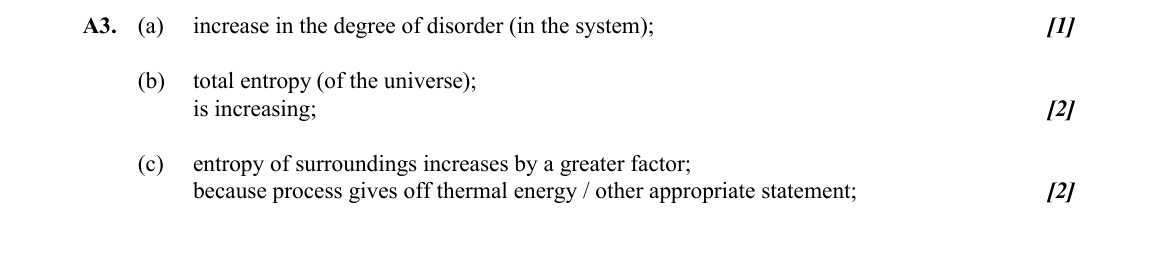 A3. (a) increase in the degree of disorder (in the system); [1]
(b) total entropy (of the universe);
is increasing; [2]
(c) entropy of surroundings increases by a greater factor;
because process gives off thermal energy / other appropriate statement; [2]